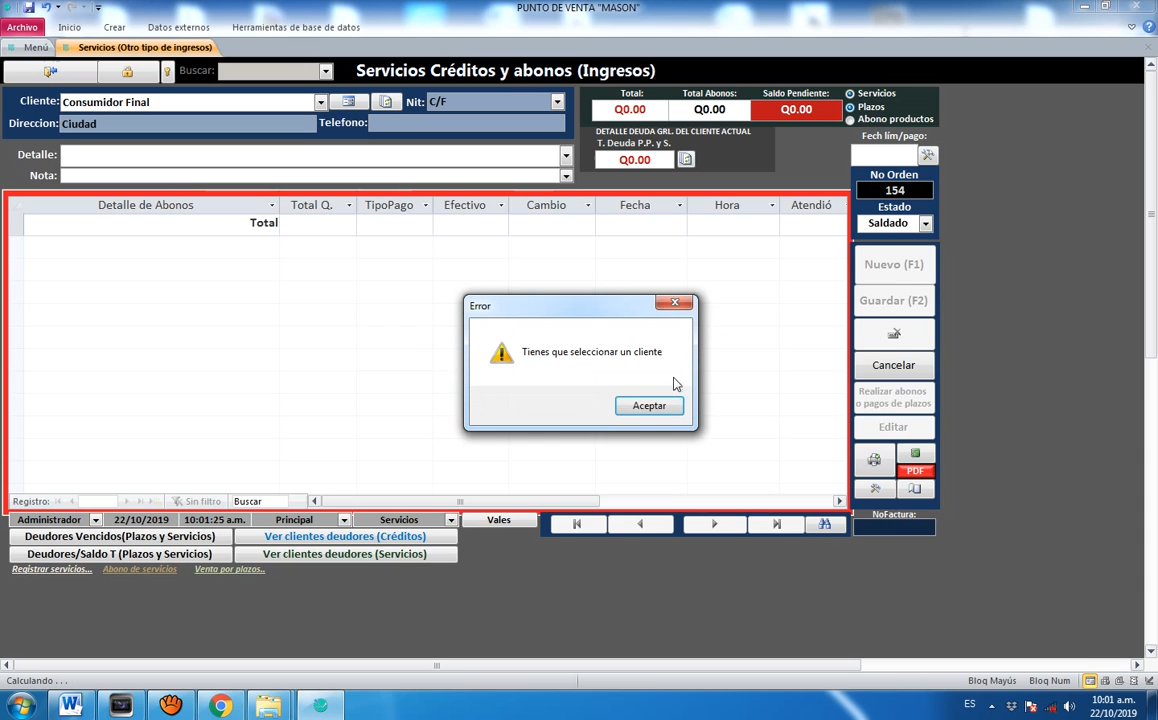 PUNTO DE VENTA "MASON"
Archivo Inicio Crear Datos externos Herramientas de base de datos
Menú Servicios (Otro tipo de ingresos)
Buscar: Servicios Créditos y abonos (Ingresos)
Cliente: Consumidor Final Nit: C/F
Direccion: Ciudad Telefono:
Total: Total Abonos: Saldo Pendiente:
Q0.00 Q0.00 Q0.00
Servicios
Plazos
Abono productos
DETALLE DEUDA GRL. DEL CLIENTE ACTUAL
T. Deuda P.P. y S.
Q0.00
Fech lím/pago:
Detalle:
Nota:
No Orden
154
Estado
Saldado
Detalle de Abonos Total Q. TipoPago Efectivo Cambio Fecha Hora Atendió
Total
Error
Tienes que seleccionar un cliente
Aceptar
Nuevo (F1)
Guardar (F2)
Cancelar
Realizar abonos
o pagos de plazos
Editar
PDF
NoFactura:
Registro: Sin filtro Buscar
Administrador 22/10/2019 10:01:25 a.m. Principal Servicios Vales
Deudores Vencidos(Plazos y Servicios) Ver clientes deudores (Créditos)
Deudores/Saldo T (Plazos y Servicios) Ver clientes deudores (Servicios)
Registrar servicios... Abono de servicios Venta por plazos..
Calculando . . . Bloq Mayús Bloq Num
ES 10:01 a.m.
22/10/2019